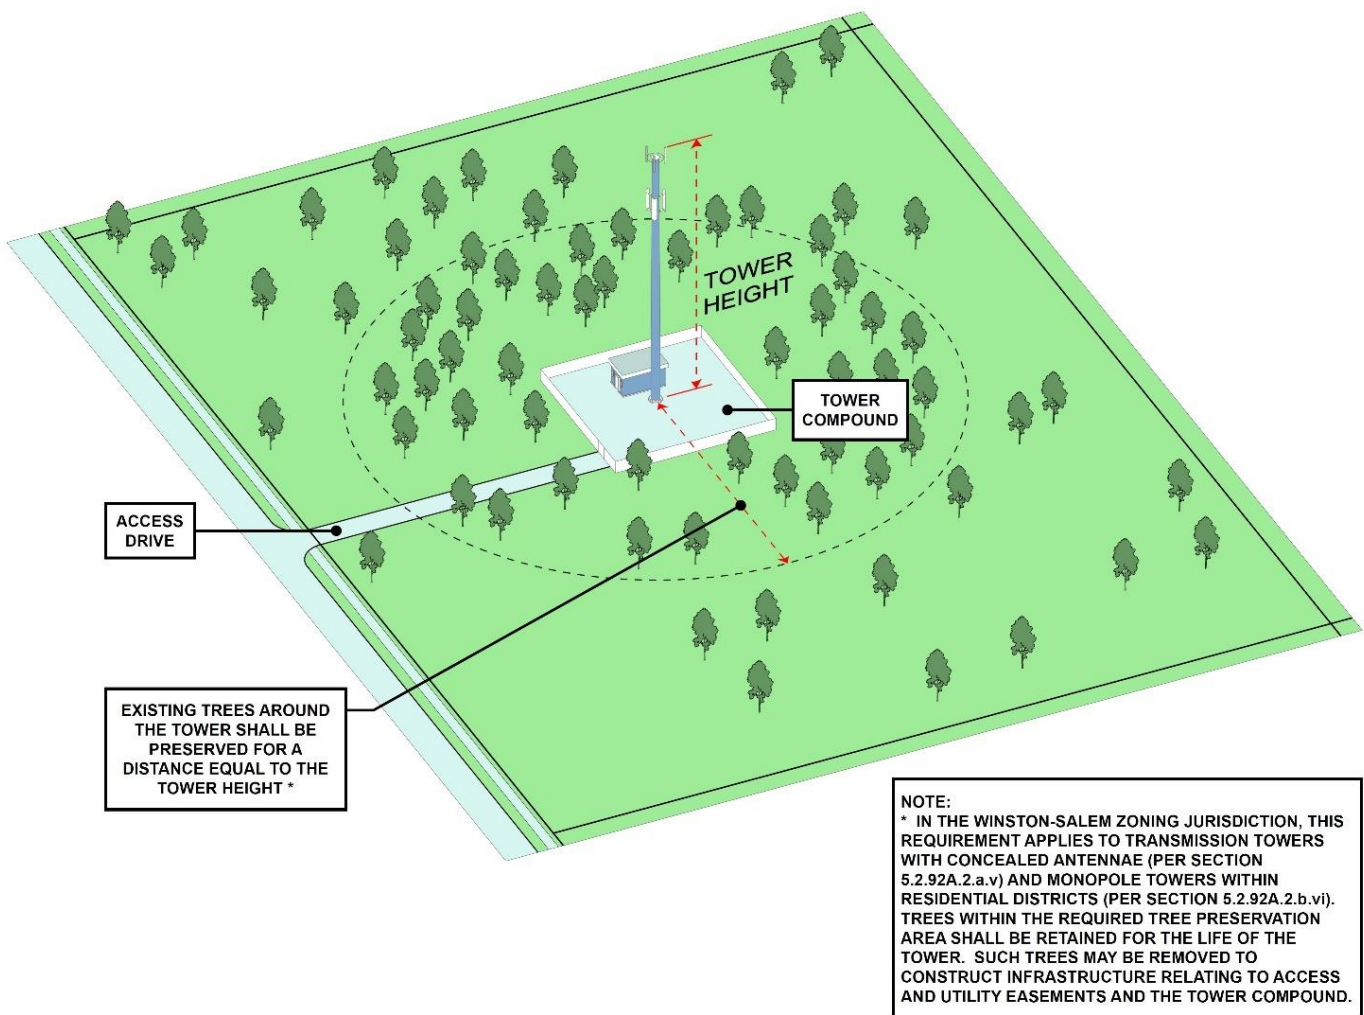 TOWER
HEIGHT
TOWER
COMPOUND
ACCESS
DRIVE
EXISTING TREES AROUND
THE TOWER SHALL BE
PRESERVED FOR A
DISTANCE EQUAL TO THE
TOWER HEIGHT *
NOTE:
* IN THE WINSTON-SALEM ZONING JURISDICTION, THIS
REQUIREMENT APPLIES TO TRANSMISSION TOWERS
WITH CONCEALED ANTENNAE (PER SECTION
5.2.92A.2.a.v) AND MONOPOLE TOWERS WITHIN
RESIDENTIAL DISTRICTS (PER SECTION 5.2.92A.2.b.vi).
TREES WITHIN THE REQUIRED TREE PRESERVATION
AREA SHALL BE RETAINED FOR THE LIFE OF THE
TOWER. SUCH TREES MAY BE REMOVED TO
CONSTRUCT INFRASTRUCTURE RELATING TO ACCESS
AND UTILITY EASEMENTS AND THE TOWER COMPOUND.